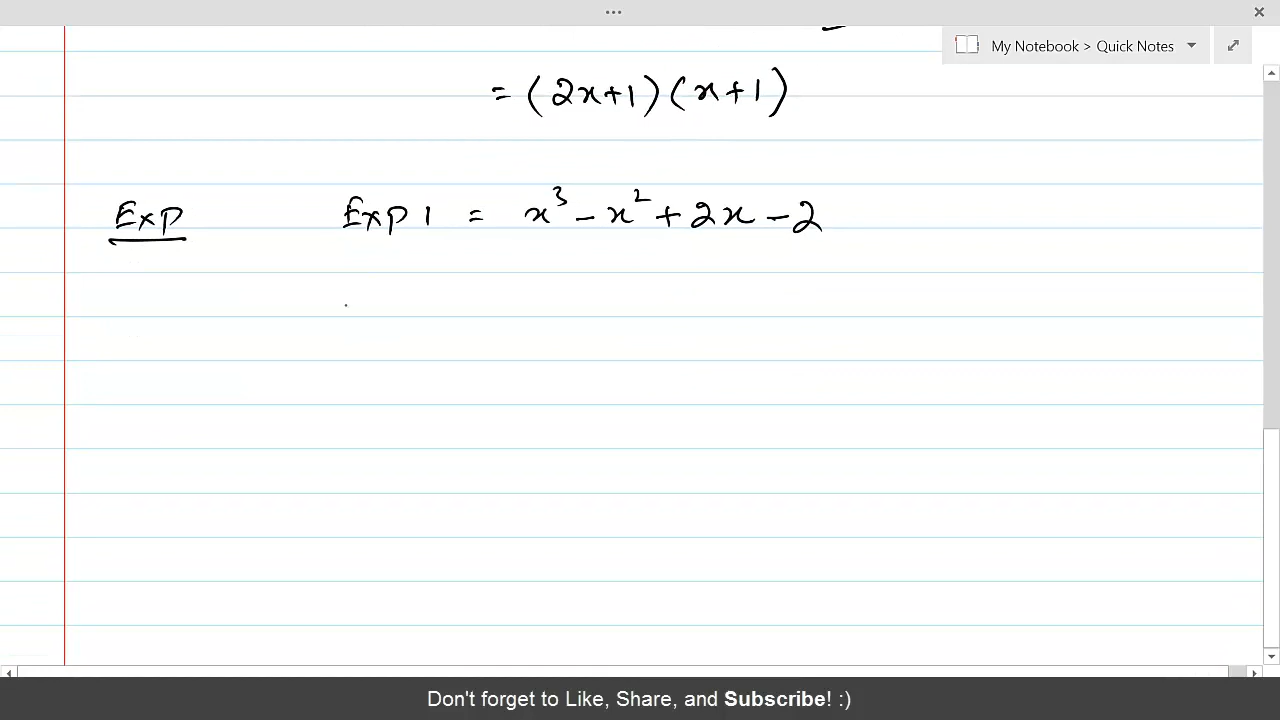 My Notebook > Quick Notes
= (2x+1)(x+1)
Exp Exp 1 = x³ - x² + 2x - 2
Don't forget to Like, Share, and Subscribe! :)